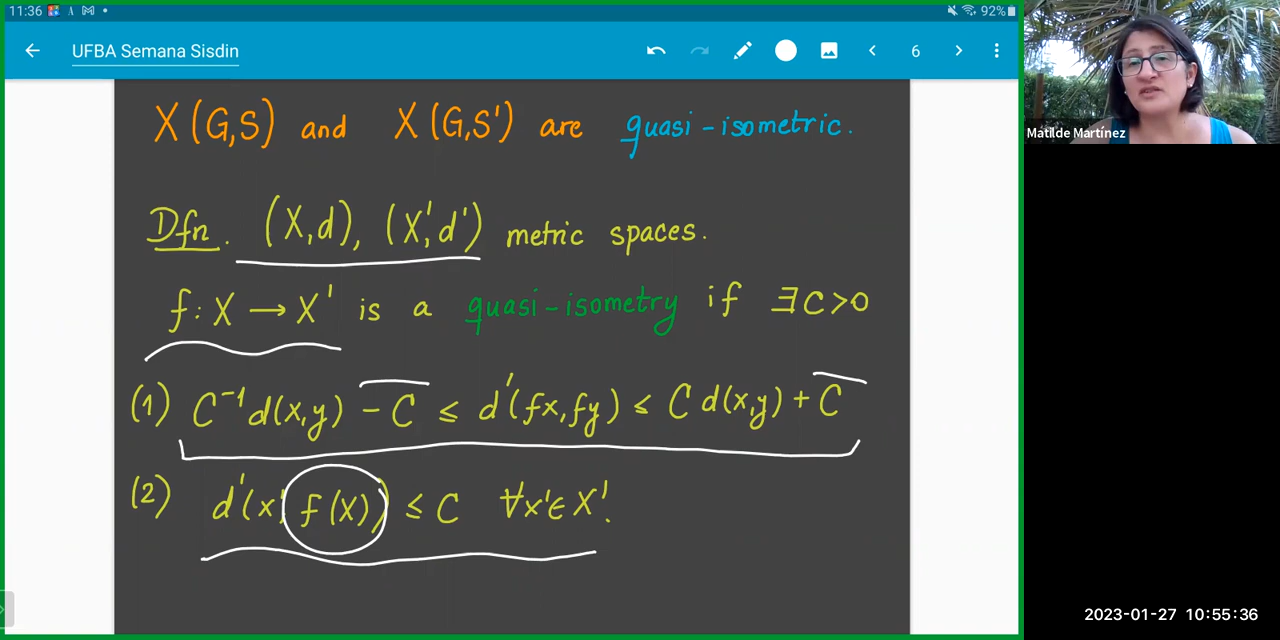 11:36 92%
UFBA Semana Sisdin 6
X(G,S) and X(G,S') are quasi-isometric.
Dfn. (X,d), (X',d') metric spaces.
f: X → X' is a quasi-isometry if ∃C>0
(1) C⁻¹d(x,y) - C ≤ d'(fx,fy) ≤ C d(x,y) + C
(2) d'(x', f(X)) ≤ C ∀x'∈X'.
Matilde Martínez
2023-01-27 10:55:36